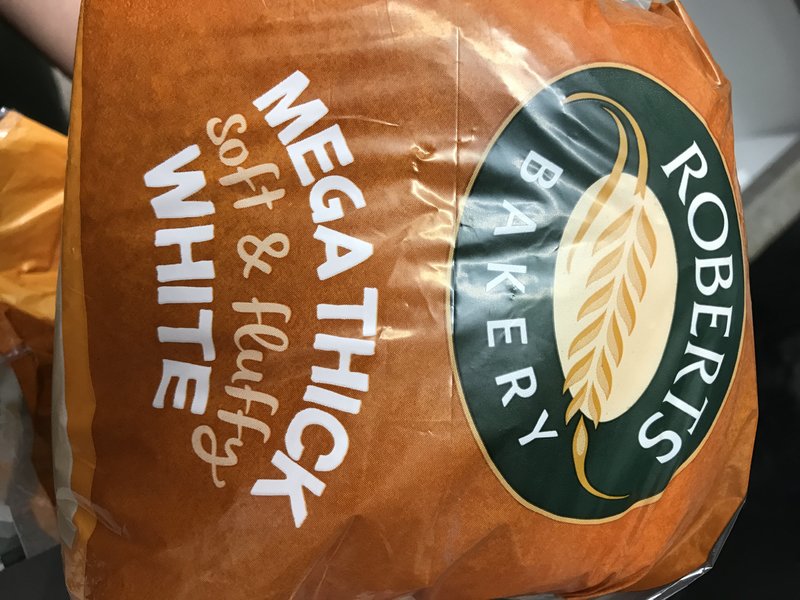 ROBERTS
BAKERY
MEGA THICK
soft & fluffy
WHITE